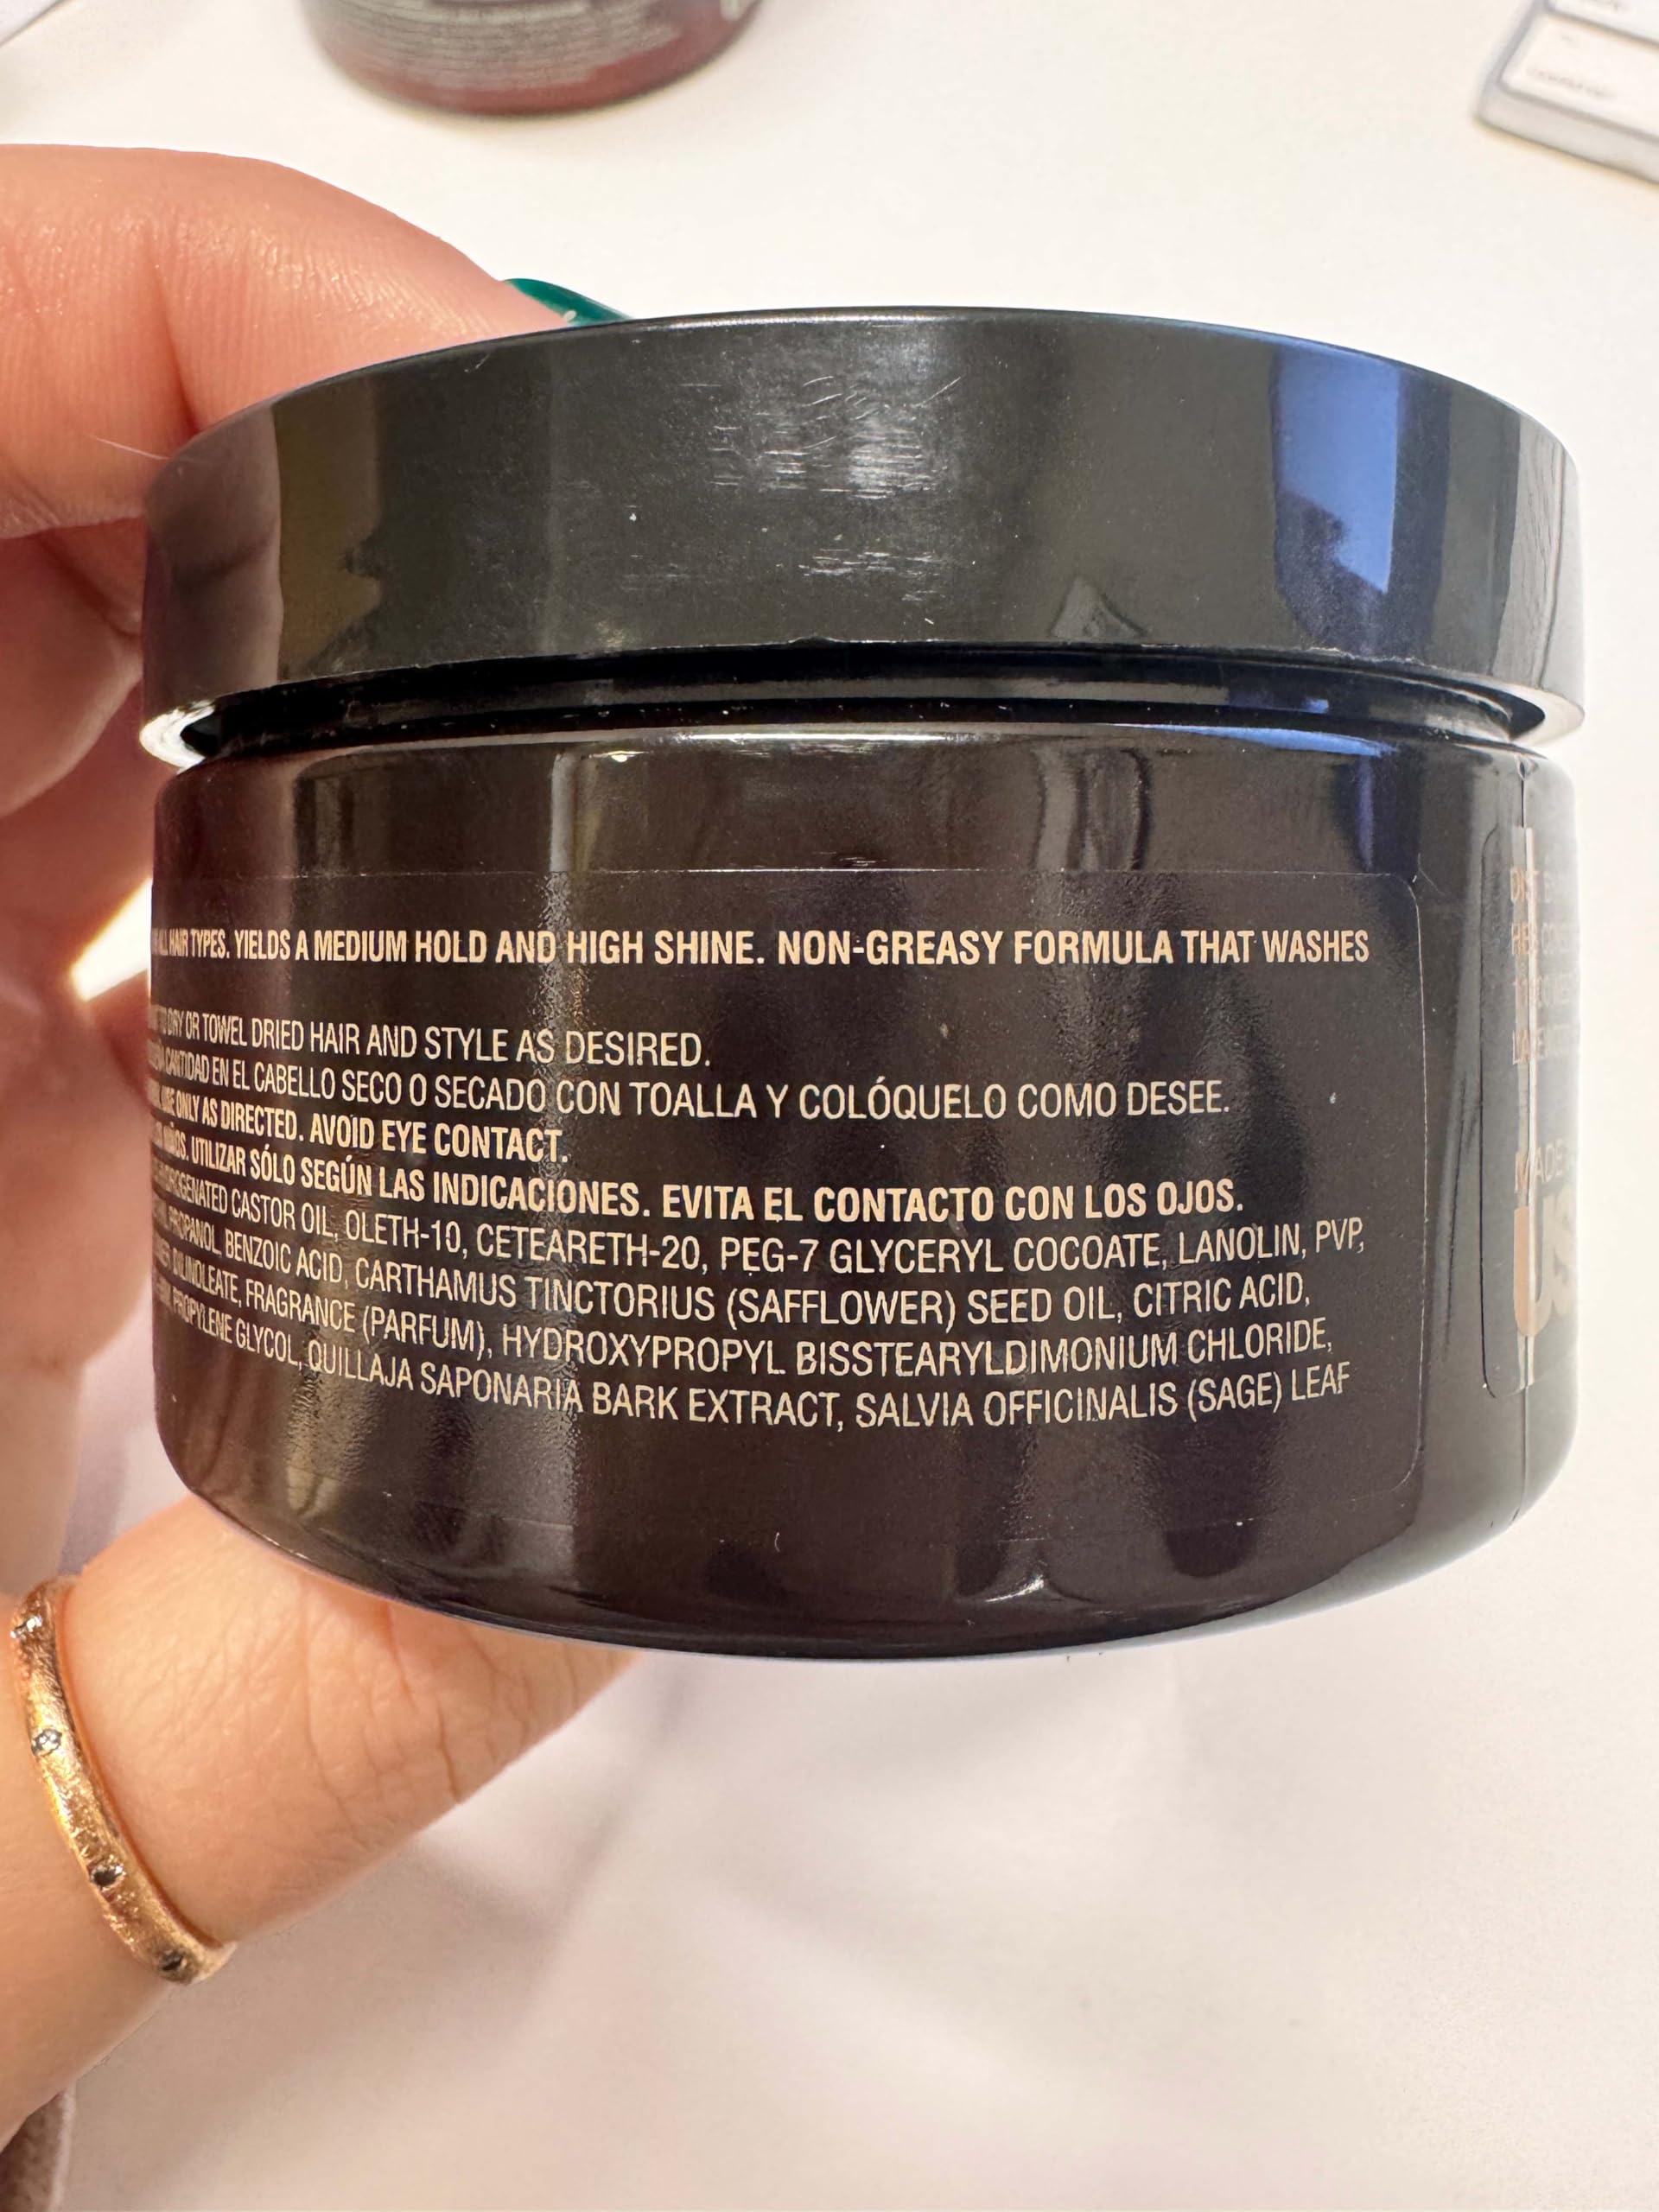 ALL HAIR TYPES. YIELDS A MEDIUM HOLD AND HIGH SHINE. NON-GREASY FORMULA THAT WASHES
TO DRY OR TOWEL DRIED HAIR AND STYLE AS DESIRED.
CANTIDAD EN EL CABELLO SECO O SECADO CON TOALLA Y COLÓQUELO COMO DESEE.
USE ONLY AS DIRECTED. AVOID EYE CONTACT.
NIÑOS. UTILIZAR SÓLO SEGÚN LAS INDICACIONES. EVITA EL CONTACTO CON LOS OJOS.
HYDROGENATED CASTOR OIL, OLETH-10, CETEARETH-20, PEG-7 GLYCERYL COCOATE, LANOLIN, PVP,
PROPANOL, BENZOIC ACID, CARTHAMUS TINCTORIUS (SAFFLOWER) SEED OIL, CITRIC ACID,
DILINOLEATE, FRAGRANCE (PARFUM), HYDROXYPROPYL BISSTEARYLDIMONIUM CHLORIDE,
PROPYLENE GLYCOL, QUILLAJA SAPONARIA BARK EXTRACT, SALVIA OFFICINALIS (SAGE) LEAF
MADE